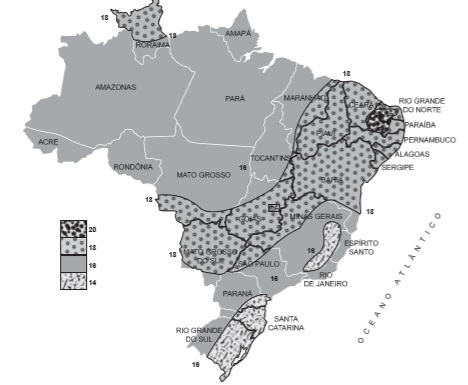 18
18
RORAIMA
AMAPÁ
AMAZONAS
PARÁ
18
MARANHÃO
CEARÁ
RIO GRANDE
DO NORTE
PARAÍBA
PERNAMBUCO
ALAGOAS
SERGIPE
PIAUÍ
ACRE
RONDÔNIA
TOCANTINS
16
MATO GROSSO
BAHIA
18
18
DF
GOIÁS
MINAS GERAIS
ESPÍRITO
SANTO
16
MATO GROSSO
DO SUL
18
SÃO PAULO
16
RIO
DE JANEIRO
PARANÁ
SANTA
CATARINA
RIO GRANDE
DO SUL
16
20
18
16
14
OCEANO ATLÂNTICO